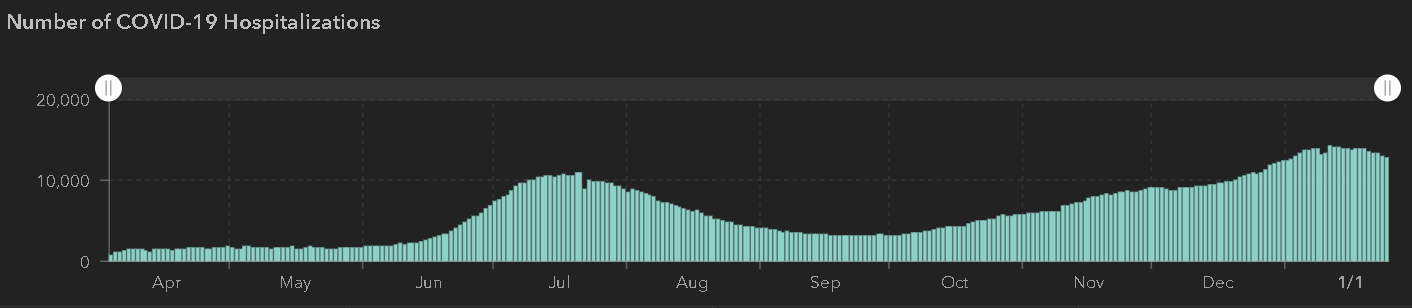 Number of COVID-19 Hospitalizations
20,000
10,000
0
Apr May Jun Jul Aug Sep Oct Nov Dec 1/1